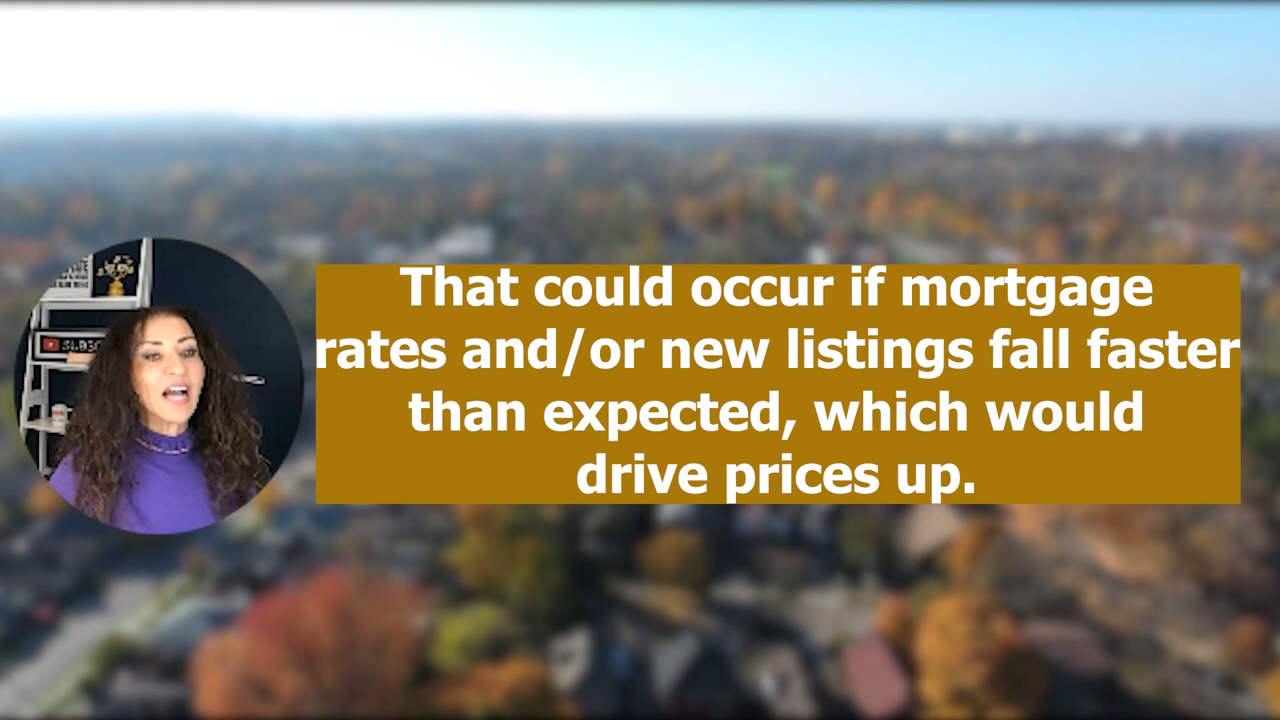 That could occur if mortgage
rates and/or new listings fall faster
than expected, which would
drive prices up.